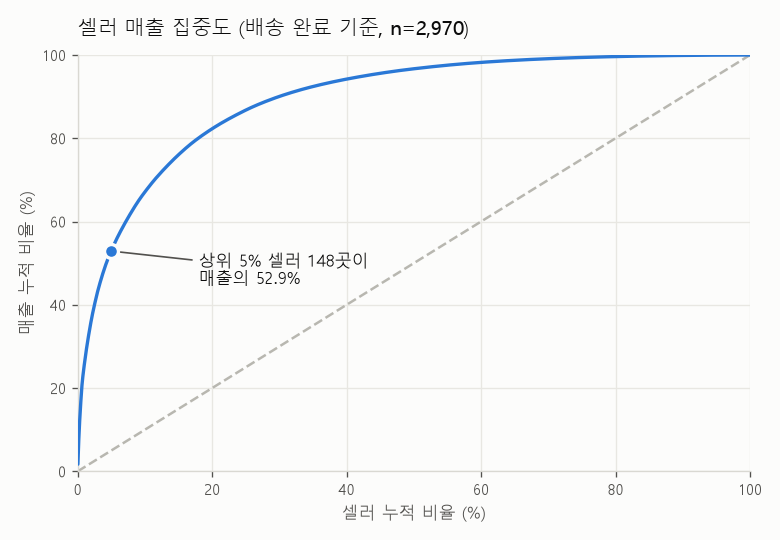 셀러 매출 집중도 (배송 완료 기준, n=2,970)
100
80
60
40
20
0
매출 누적 비율 (%)
상위 5% 셀러 148곳이
매출의 52.9%
0 20 40 60 80 100
셀러 누적 비율 (%)